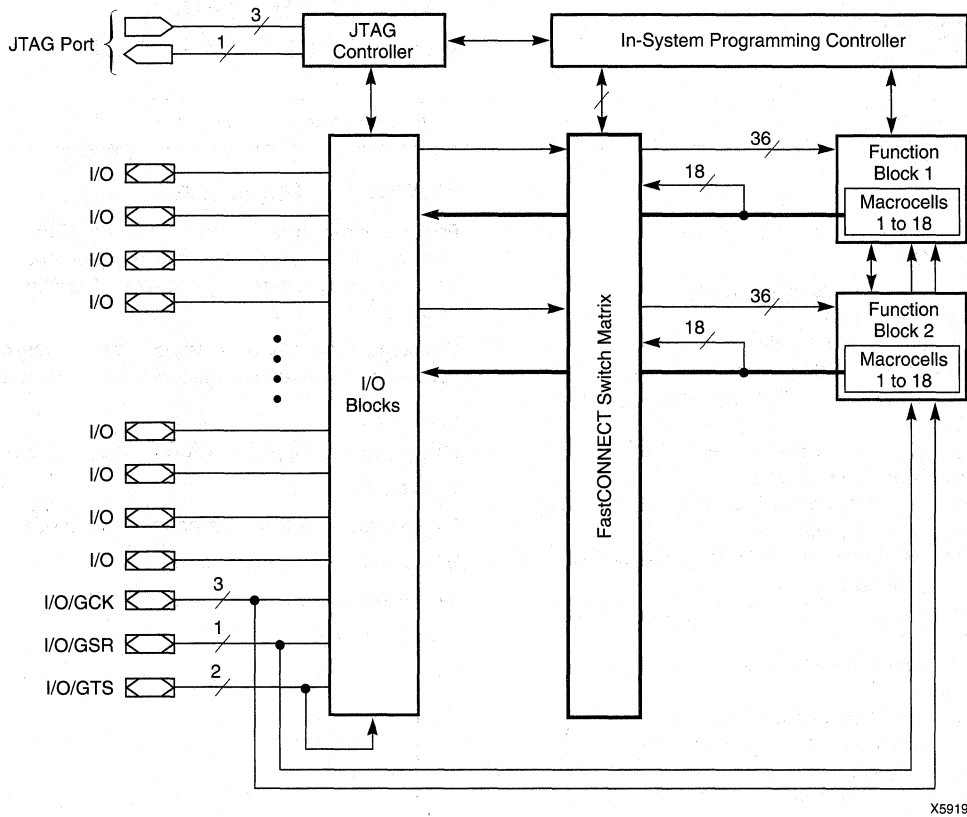 JTAG Port
3
1
JTAG
Controller
In-System Programming Controller
I/O
I/O
I/O
I/O
I/O
I/O
I/O
I/O
I/O/GCK
3
I/O/GSR
1
I/O/GTS
2
I/O
Blocks
FastCONNECT Switch Matrix
36
18
36
18
Function
Block 1
Macrocells
1 to 18
Function
Block 2
Macrocells
1 to 18
X5919